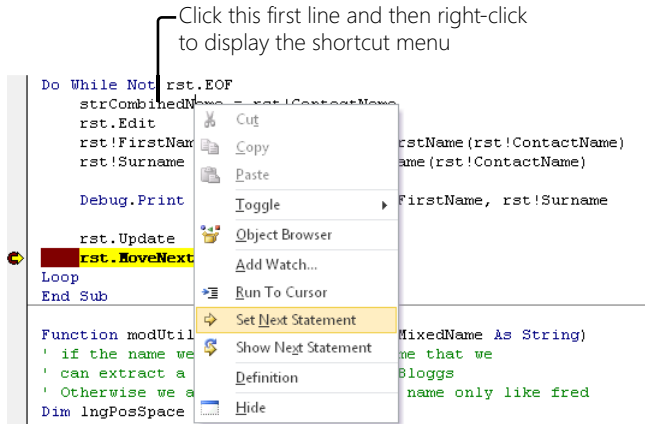 Click this first line and then right-click
to display the shortcut menu
Do While Not rst.EOF
strCombinedName = rst!ContactName
rst.Edit
rst!FirstNam rstName(rst!ContactName)
rst!Surname ame(rst!ContactName)
Debug.Print FirstName, rst!Surname
rst.Update
rst.MoveNext
Loop
End Sub
Function modUtil MixedName As String)
' if the name we me that we
' can extract a Bloggs
' Otherwise we a name only like fred
Dim lngPosSpace
Cut
Copy
Paste
Toggle
Object Browser
Add Watch...
Run To Cursor
Set Next Statement
Show Next Statement
Definition
Hide